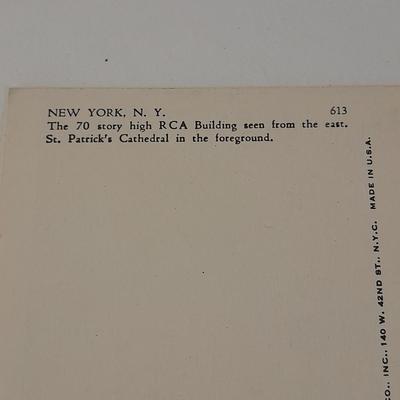 NEW YORK, N. Y. 613
The 70 story high RCA Building seen from the east.
St. Patrick's Cathedral in the foreground.
CO., INC., 140 W. 42ND ST., N.Y.C. MADE IN U.S.A.